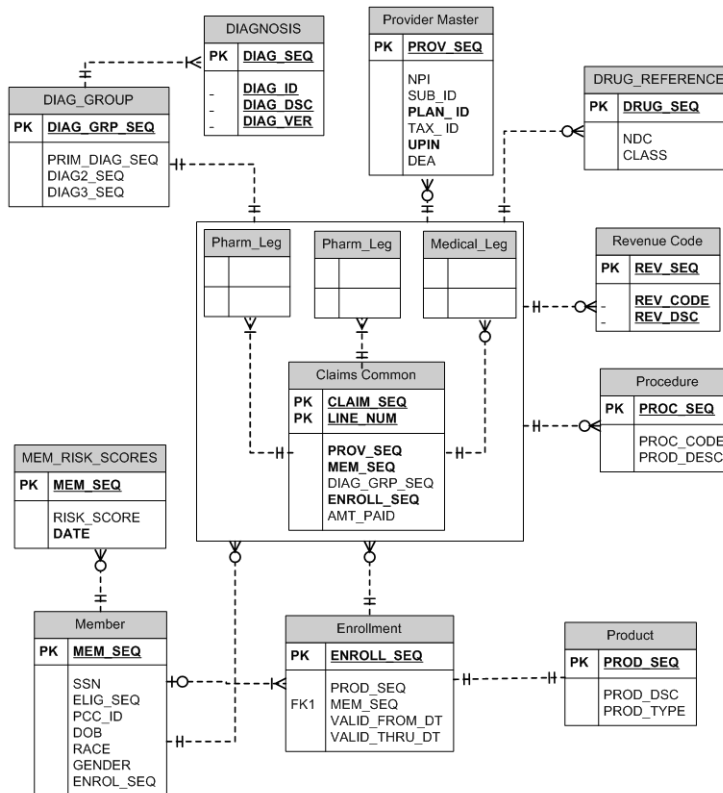 DIAGNOSIS
PK DIAG_SEQ
- DIAG_ID
- DIAG_DSC
- DIAG_VER
Provider Master
PK PROV_SEQ
NPI
SUB_ID
PLAN_ ID
TAX_ ID
UPIN
DEA
DRUG_REFERENCE
PK DRUG_SEQ
NDC
CLASS
DIAG_GROUP
PK DIAG_GRP_SEQ
PRIM_DIAG_SEQ
DIAG2_SEQ
DIAG3_SEQ
Pharm_Leg
Pharm_Leg
Medical_Leg
Revenue Code
PK REV_SEQ
- REV_CODE
- REV_DSC
Claims Common
PK CLAIM_SEQ
PK LINE_NUM
PROV_SEQ
MEM_SEQ
DIAG_GRP_SEQ
ENROLL_SEQ
AMT_PAID
Procedure
PK PROC_SEQ
PROC_CODE
PROD_DESC
MEM_RISK_SCORES
PK MEM_SEQ
RISK_SCORE
DATE
Member
PK MEM_SEQ
SSN
ELIG_SEQ
PCC_ID
DOB
RACE
GENDER
ENROL_SEQ
Enrollment
PK ENROLL_SEQ
PROD_SEQ
FK1 MEM_SEQ
VALID_FROM_DT
VALID_THRU_DT
Product
PK PROD_SEQ
PROD_DSC
PROD_TYPE